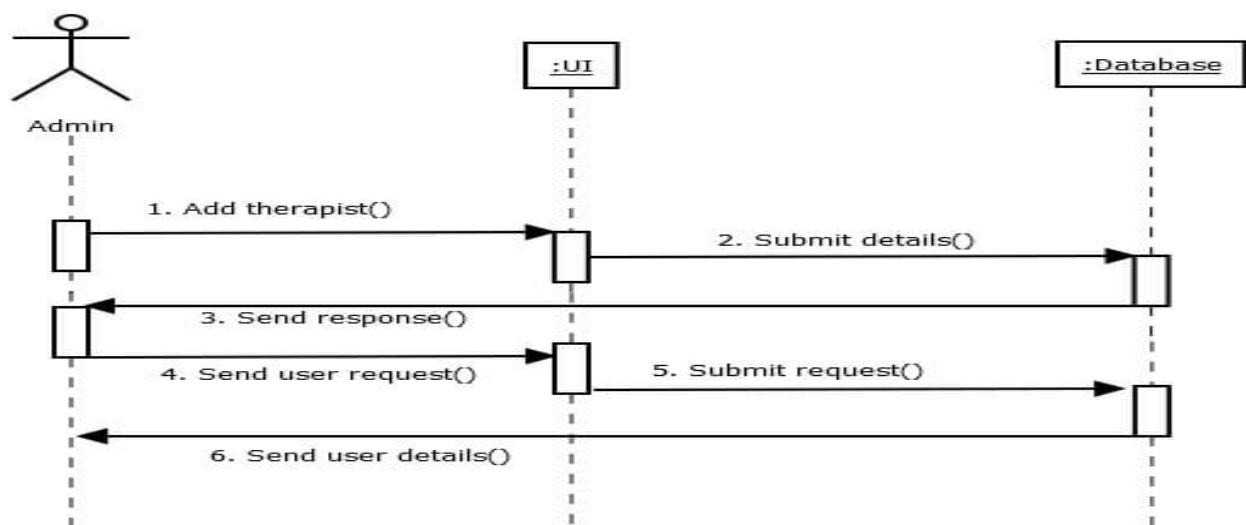 :UI
:Database
Admin
1. Add therapist()
2. Submit details()
3. Send response()
4. Send user request()
5. Submit request()
6. Send user details()